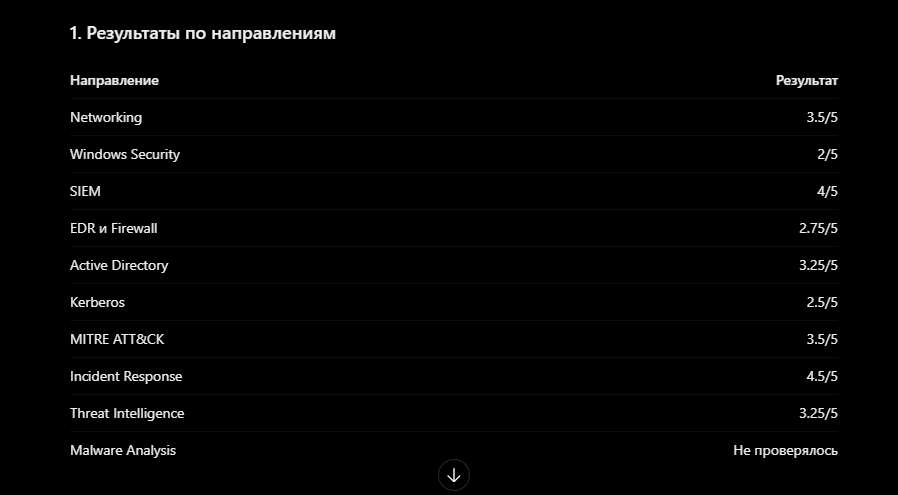 1. Результаты по направлениям
Направление Результат
Networking 3.5/5
Windows Security 2/5
SIEM 4/5
EDR и Firewall 2.75/5
Active Directory 3.25/5
Kerberos 2.5/5
MITRE ATT&CK 3.5/5
Incident Response 4.5/5
Threat Intelligence 3.25/5
Malware Analysis Не проверялось